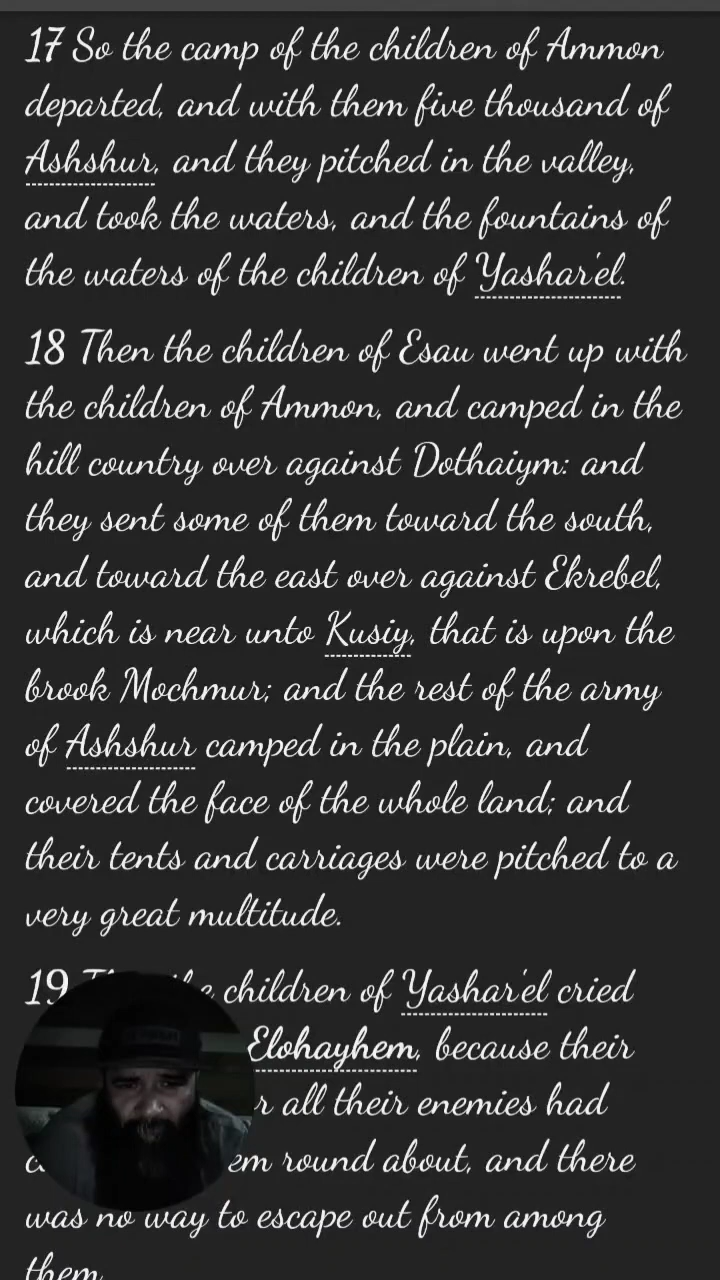 17 So the camp of the children of Ammon
departed, and with them five thousand of
Ashshur, and they pitched in the valley,
and took the waters, and the fountains of
the waters of the children of Yashar'el.
18 Then the children of Esau went up with
the children of Ammon, and camped in the
hill country over against Dothaiym: and
they sent some of them toward the south,
and toward the east over against Ekrebel,
which is near unto Kusiy, that is upon the
brook Mochmur; and the rest of the army
of Ashshur camped in the plain, and
covered the face of the whole land; and
their tents and carriages were pitched to a
very great multitude.
19 children of Yashar'el cried
Elohayhem, because their
all their enemies had
round about, and there
was no way to escape out from among
them